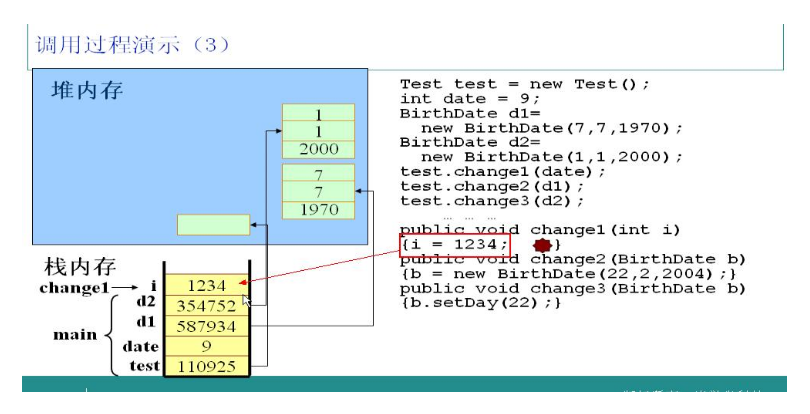 调用过程演示（3）
堆内存
1
1
2000
7
7
1970
栈内存
change1 i 1234
d2 354752
d1 587934
main
date 9
test 110925
Test test = new Test();
int date = 9;
BirthDate d1=
new BirthDate(7,7,1970);
BirthDate d2=
new BirthDate(1,1,2000);
test.change1(date);
test.change2(d1);
test.change3(d2);
… … …
public void change1(int i)
{i = 1234; }
public void change2(BirthDate b)
{b = new BirthDate(22,2,2004);}
public void change3(BirthDate b)
{b.setDay(22);}